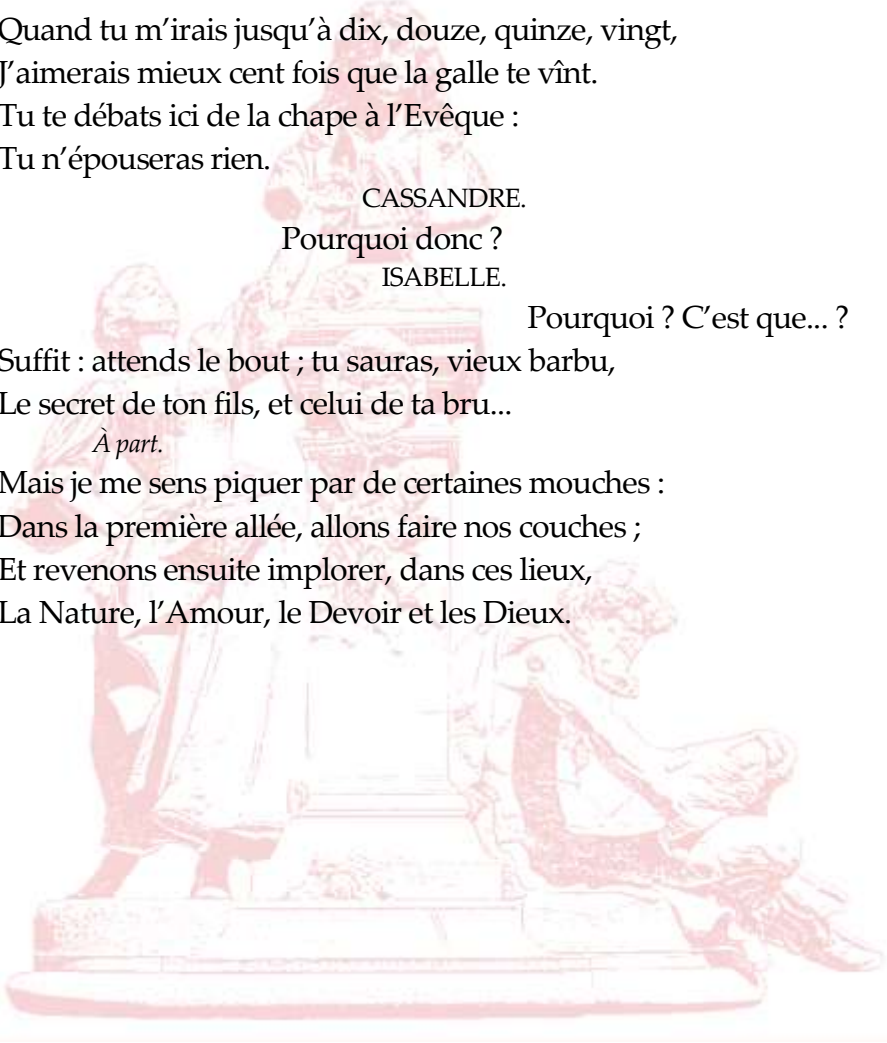 Quand tu m’irais jusqu’à dix, douze, quinze, vingt,
J’aimerais mieux cent fois que la galle te vînt.
Tu te débats ici de la chape à l’Evêque :
Tu n’épouseras rien.
CASSANDRE.
Pourquoi donc ?
ISABELLE.
Pourquoi ? C’est que... ?
Suffit : attends le bout ; tu sauras, vieux barbu,
Le secret de ton fils, et celui de ta bru...
À part.
Mais je me sens piquer par de certaines mouches :
Dans la première allée, allons faire nos couches ;
Et revenons ensuite implorer, dans ces lieux,
La Nature, l’Amour, le Devoir et les Dieux.